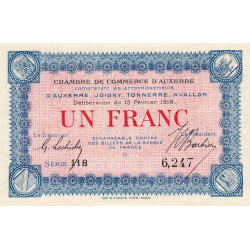 CHAMBRE DE COMMERCE D'AUXERRE
comprenant les arrondissements
D'AUXERRE, JOIGNY, TONNERRE, AVALLON
Délibération du 15 Février 1916.
UN FRANC
Le Trésorier
ÉCHANGEABLE CONTRE
DES BILLETS DE LA BANQUE
DE FRANCE
Le Président
SÉRIE 118
6,247